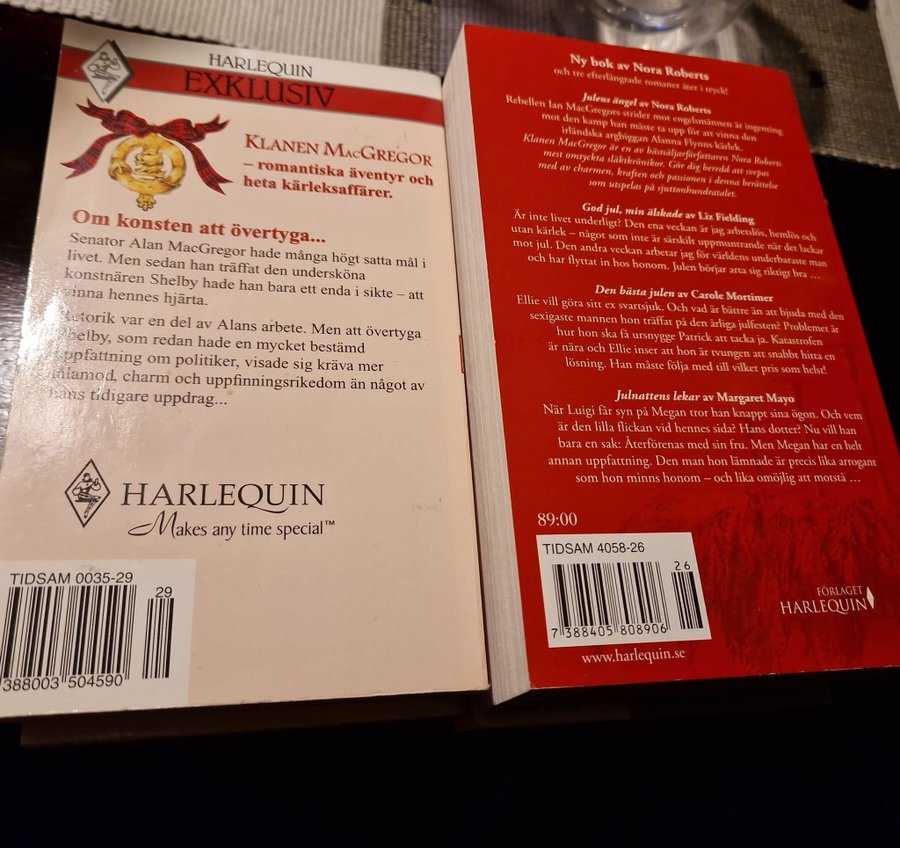 HARLEQUIN
EXKLUSIV
KLANEN MACGREGOR
– romantiska äventyr och
heta kärleksaffärer.
Om konsten att övertyga...
Senator Alan MacGregor hade många högt satta mål i
livet. Men sedan han träffat den undersköna
konstnären Shelby hade han bara ett enda i sikte – att
vinna hennes hjärta.
Retorik var en del av Alans arbete. Men att övertyga
Shelby, som redan hade en mycket bestämd
uppfattning om politiker, visade sig kräva mer
tålamod, charm och uppfinningsrikedom än något av
hans tidigare uppdrag...
HARLEQUIN
Makes any time special™
TIDSAM 0035-29
29
388003 504590
Ny bok av Nora Roberts
och tre efterlängtade romaner åter i tryck!
Julens ängel av Nora Roberts
Rebellen Ian MacGregors strider mot engelsmännen är ingenting
mot den kamp han måste ta upp för att vinna den
irländska argbiggan Alanna Flynns kärlek.
Klanen MacGregor är en av bästsäljarförfattaren Nora Roberts
mest omtyckta släktkrönikor. Gör dig beredd att svepas
med av charmen, kraften och passionen i denna berättelse
som utspelas på sjuttonhundratalet.
God jul, min älskade av Liz Fielding
Är inte livet underligt? Den ena veckan är jag arbetslös, hemlös och
utan kärlek – något som inte är särskilt uppmuntrande när det lackar
mot jul. Den andra veckan arbetar jag för världens underbaraste man
och har flyttat in hos honom. Julen börjar arta sig riktigt bra ...
Den bästa julen av Carole Mortimer
Ellie vill göra sitt ex svartsjuk. Och vad är bättre än att bjuda med den
sexigaste mannen hon träffat på den årliga julfesten? Problemet är
hur hon ska få ursnygge Patrick att tacka ja. Katastrofen
är nära och Ellie inser att hon är tvungen att snabbt hitta en
lösning. Han måste följa med till vilket pris som helst!
Julnattens lekar av Margaret Mayo
När Luigi får syn på Megan tror han knappt sina ögon. Och vem
är den lilla flickan vid hennes sida? Hans dotter? Nu vill han
bara en sak: Återförenas med sin fru. Men Megan har en helt
annan uppfattning. Den man hon lämnade är precis lika arrogant
som hon minns honom – och lika omöjlig att motstå ...
89:00
TIDSAM 4058-26
26
7 388405 808906
www.harlequin.se
FÖRLAGET
HARLEQUIN